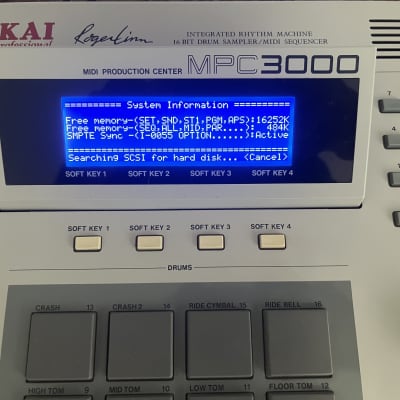 KAI
professional
Roger Linn
INTEGRATED RHYTHM MACHINE
16 BIT DRUM SAMPLER/MIDI SEQUENCER
MIDI PRODUCTION CENTER MPC3000
========== System Information ==========
Free memory-(SET,SND,ST1,PGM,APS):16252K
Free memory-(SEQ,ALL,MID,PAR....): 484K
SMPTE Sync -(I-0055 OPTION.....):Active
Searching SCSI for hard disk... <Cancel>
SOFT KEY 1 SOFT KEY 2 SOFT KEY 3 SOFT KEY 4
SOFT KEY 1 SOFT KEY 2 SOFT KEY 3 SOFT KEY 4
7
4
DRUMS
CRASH 13 CRASH 2 14 RIDE CYMBAL 15 RIDE BELL 16
HIGH TOM 9 MID TOM 10 LOW TOM 11 FLOOR TOM 12